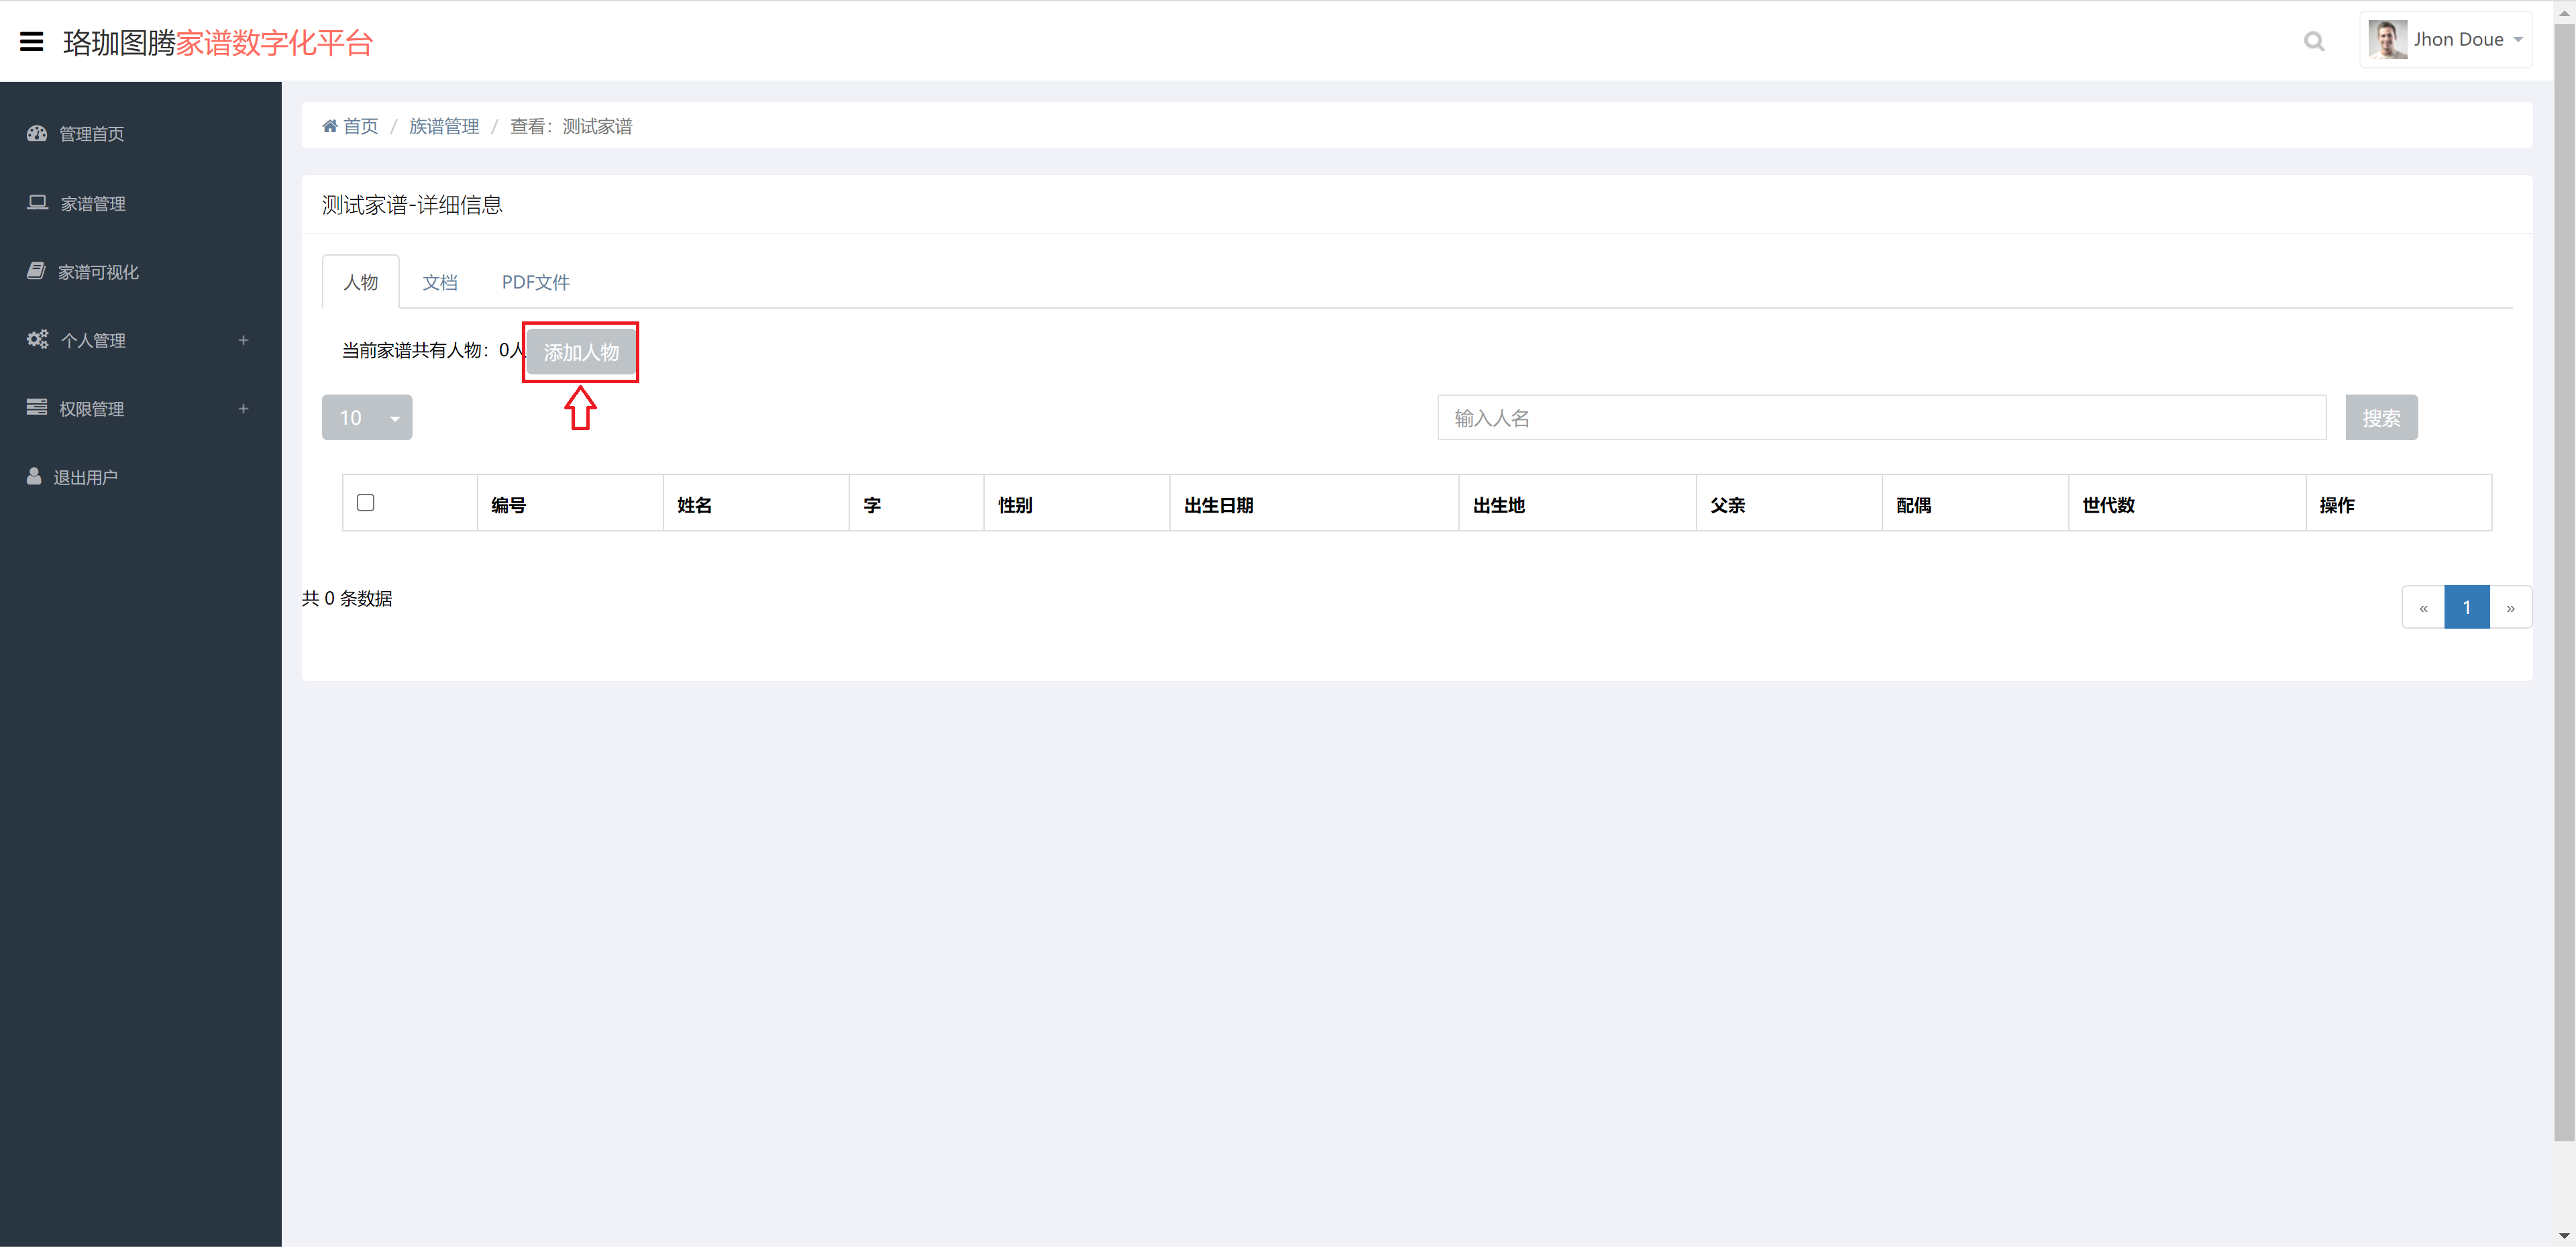 珞珈图腾家谱数字化平台
Jhon Doue
管理首页
家谱管理
家谱可视化
个人管理 +
权限管理 +
退出用户
首页 / 族谱管理 / 查看：测试家谱
测试家谱-详细信息
人物 文档 PDF文件
当前家谱共有人物：0人 添加人物
10 输入人名 搜索
编号 姓名 字 性别 出生日期 出生地 父亲 配偶 世代数 操作
共 0 条数据 « 1 »